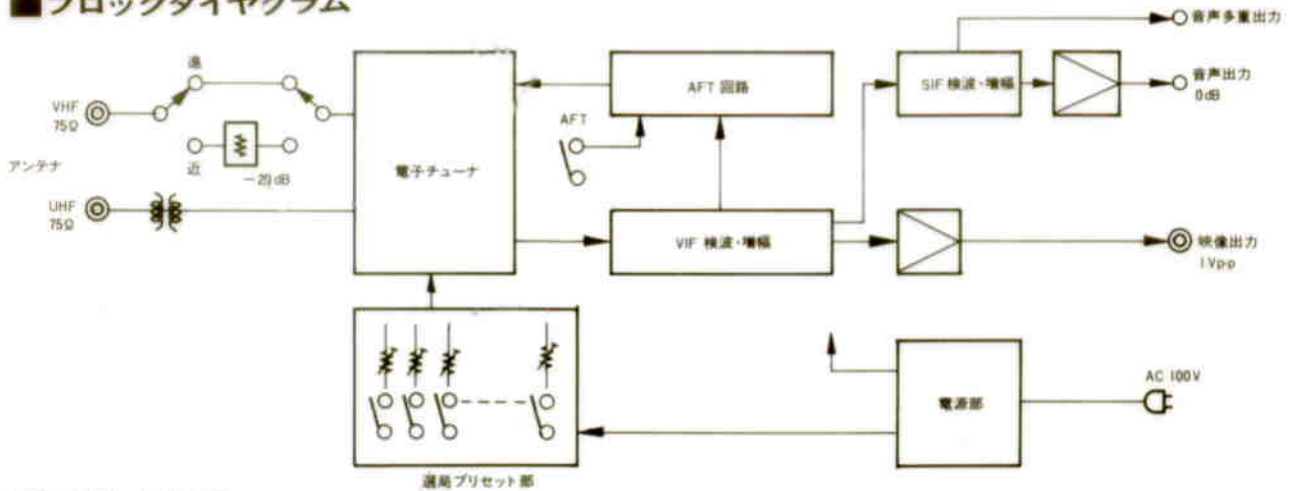 ■ブロックダイヤグラム
音声多重出力
遠
VHF
75Ω
AFT 回路
SIF 検波・増幅
音声出力
0dB
AFT
アンテナ
近
-20dB
電子チューナ
UHF
75Ω
VIF 検波・増幅
映像出力
1Vp-p
AC 100V
電源部
選局プリセット部